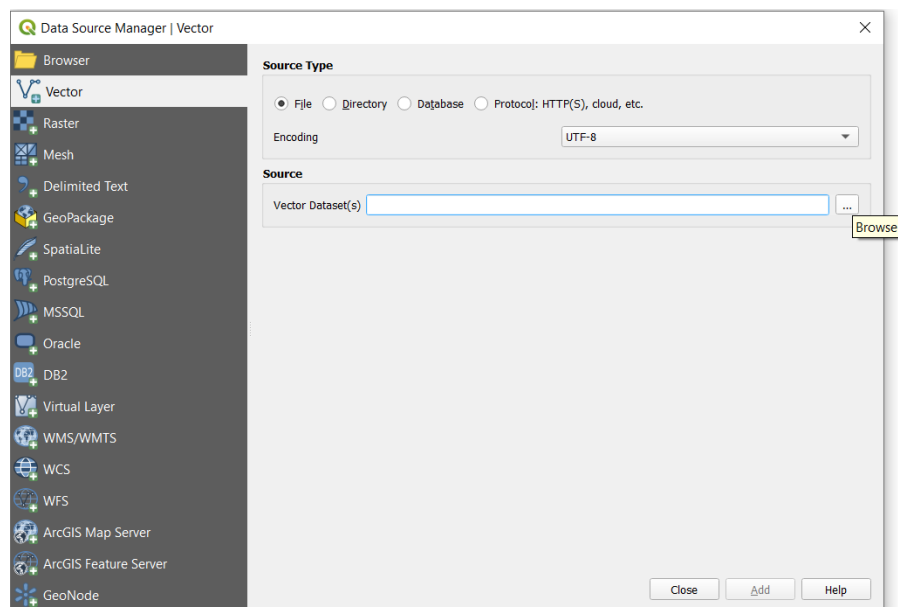 Data Source Manager | Vector
Browser
Vector
Raster
Mesh
Delimited Text
GeoPackage
SpatiaLite
PostgreSQL
MSSQL
Oracle
DB2
DB2
Virtual Layer
WMS/WMTS
WCS
WFS
ArcGIS Map Server
ArcGIS Feature Server
GeoNode
Source Type
File Directory Database Protocol: HTTP(S), cloud, etc.
Encoding UTF-8
Source
Vector Dataset(s) ...
Browse
Close Add Help